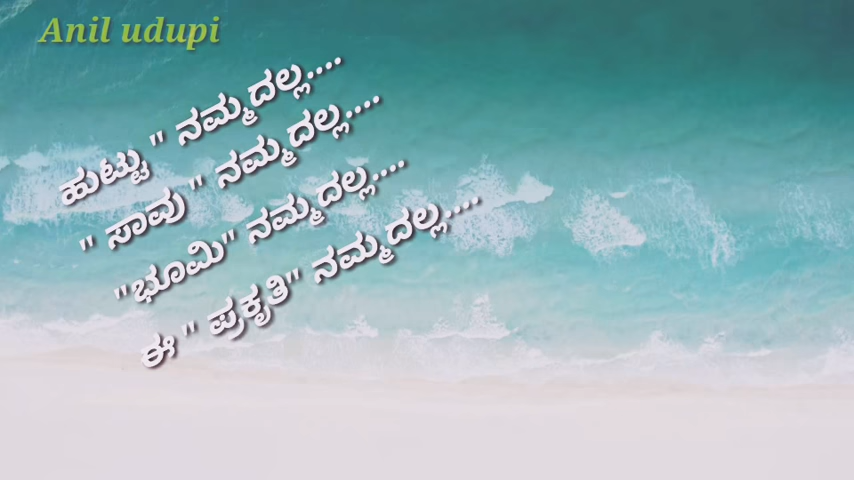 Anil udupi
ಹುಟ್ಟು " ನಮ್ಮದಲ್ಲ....
" ಸಾವು " ನಮ್ಮದಲ್ಲ....
"ಭೂಮಿ" ನಮ್ಮದಲ್ಲ....
ಈ " ಪ್ರಕೃತಿ" ನಮ್ಮದಲ್ಲ....